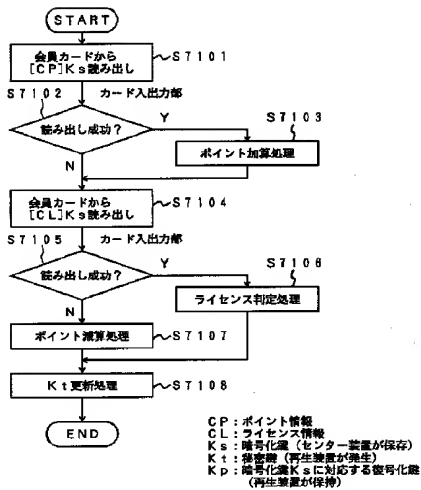 START
会員カードから
[CP]Ks読み出し
S7101
S7102
カード入出力部
読み出し成功?
Y
S7103
ポイント加算処理
N
会員カードから
[CL]Ks読み出し
S7104
S7105
カード入出力部
読み出し成功?
Y
S7106
ライセンス判定処理
N
ポイント減算処理
S7107
Kt更新処理
S7108
END
CP:ポイント情報
CL:ライセンス情報
Ks:暗号化鍵(センター装置が保存)
Kt:秘密鍵(再生装置が発生)
Kp:暗号化鍵Ksに対応する復号化鍵
(再生装置が保持)